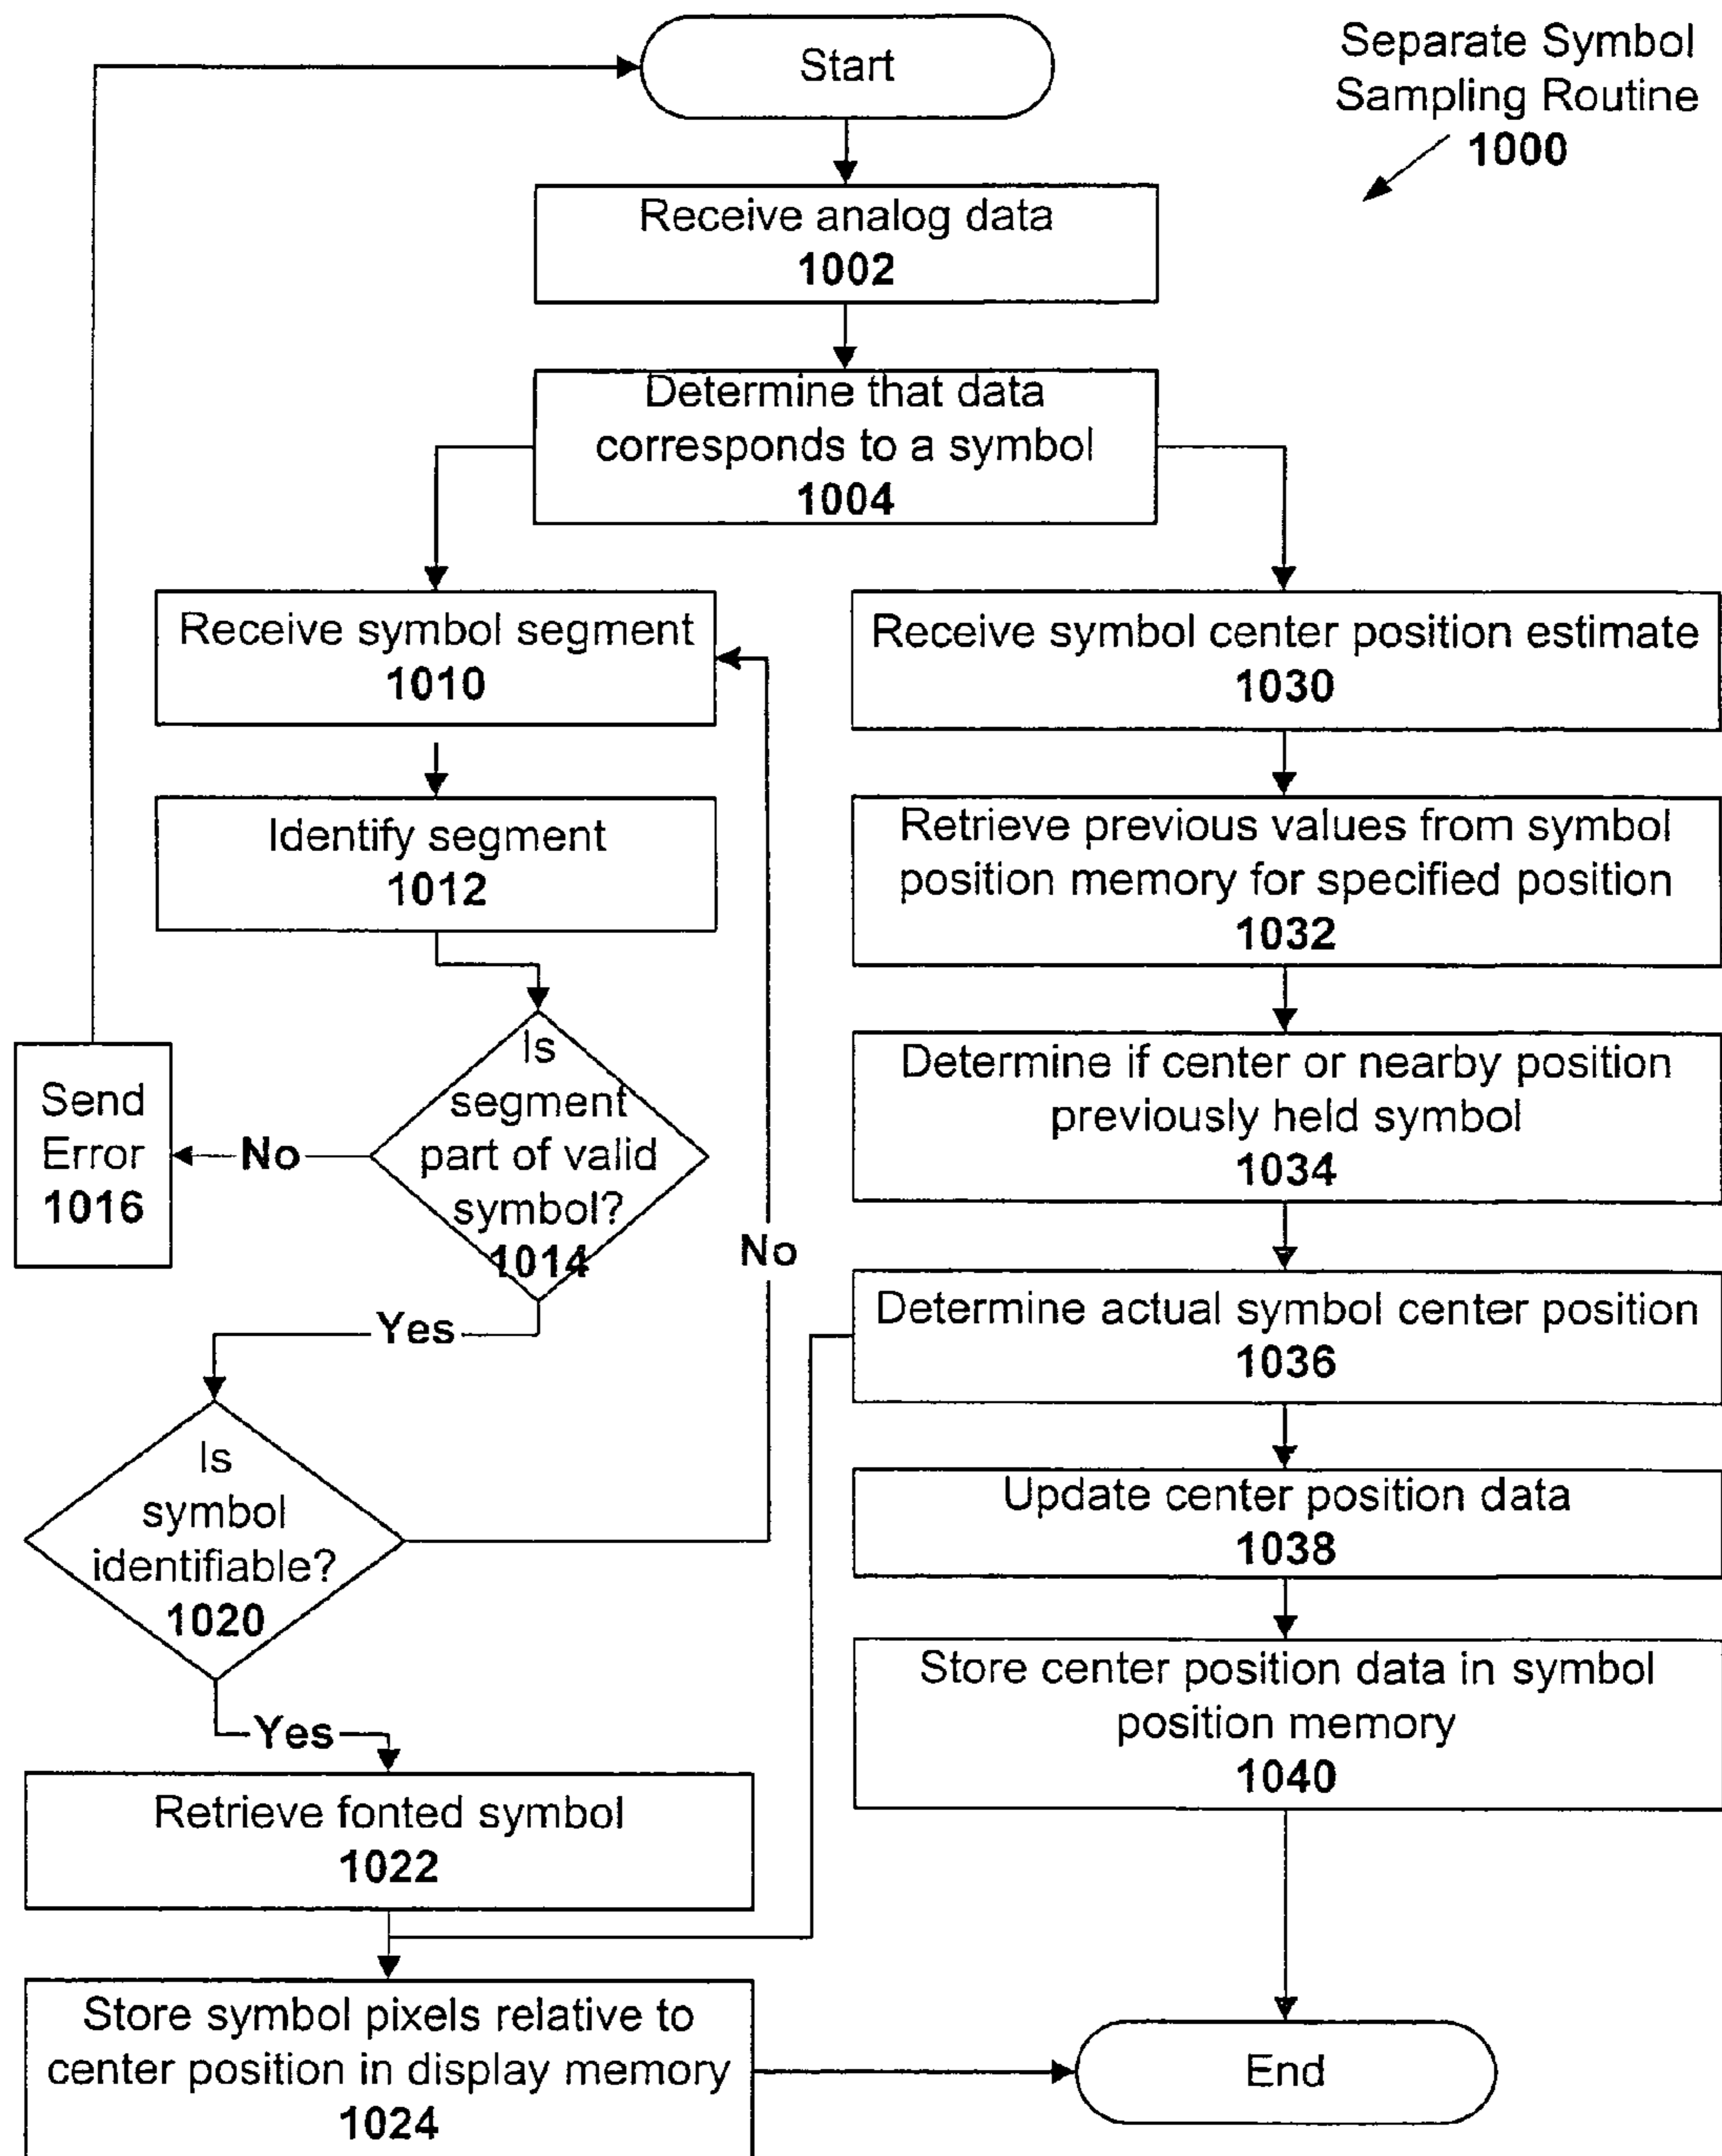 Start
Separate Symbol
Sampling Routine
1000
Receive analog data
1002
Determine that data
corresponds to a symbol
1004
Receive symbol segment
1010
Identify segment
1012
Is
segment
part of valid
symbol?
1014
No
Send
Error
1016
Yes
Is
symbol
identifiable?
1020
No
Yes
Retrieve fonted symbol
1022
Store symbol pixels relative to
center position in display memory
1024
Receive symbol center position estimate
1030
Retrieve previous values from symbol
position memory for specified position
1032
Determine if center or nearby position
previously held symbol
1034
Determine actual symbol center position
1036
Update center position data
1038
Store center position data in symbol
position memory
1040
End